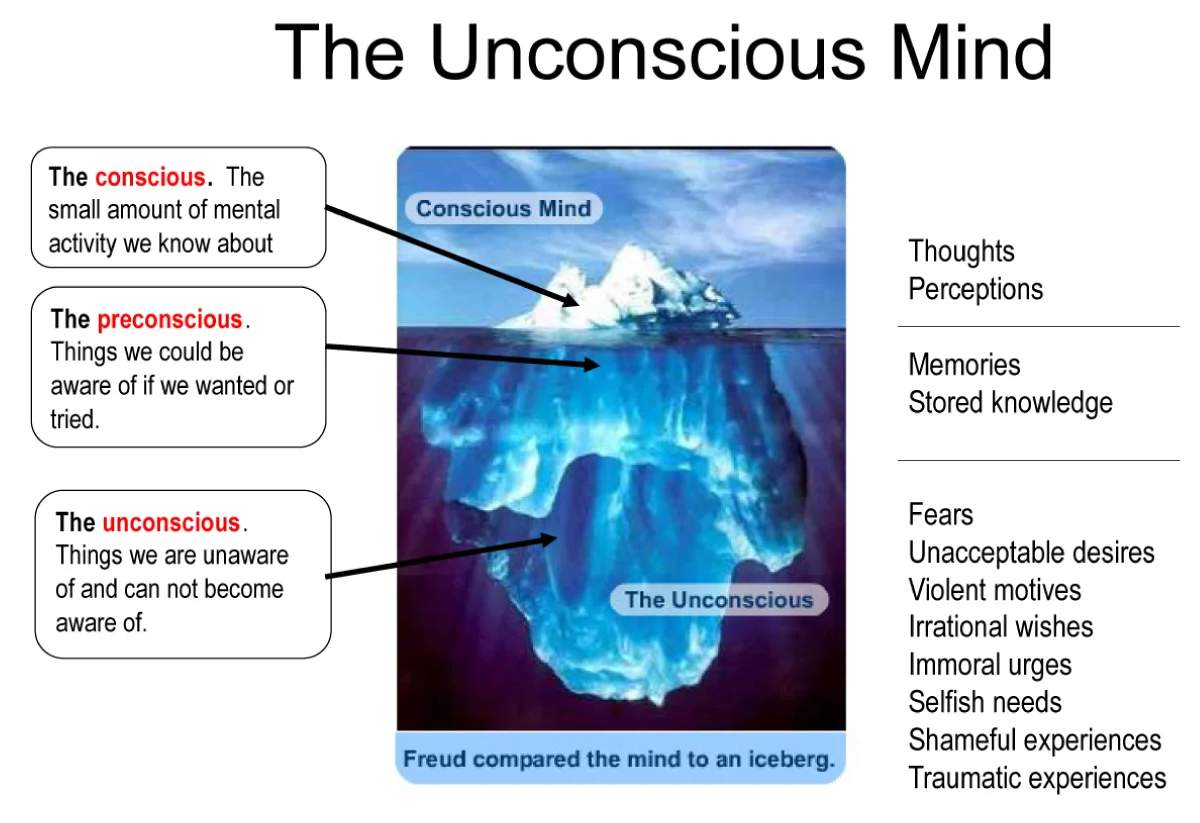 The Unconscious Mind
The conscious. The
small amount of mental
activity we know about
The preconscious.
Things we could be
aware of if we wanted or
tried.
The unconscious.
Things we are unaware
of and can not become
aware of.
Conscious Mind
The Unconscious
Freud compared the mind to an iceberg.
Thoughts
Perceptions
Memories
Stored knowledge
Fears
Unacceptable desires
Violent motives
Irrational wishes
Immoral urges
Selfish needs
Shameful experiences
Traumatic experiences